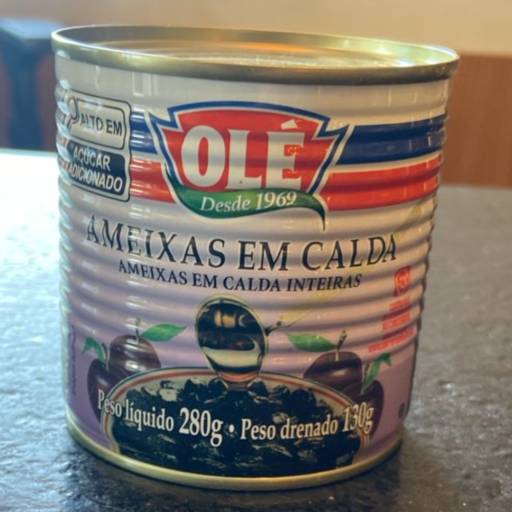 ALTO EM
AÇÚCAR
ADICIONADO
OLÉ
Desde 1969
AMEIXAS EM CALDA
AMEIXAS EM CALDA INTEIRAS
Peso líquido 280g • Peso drenado 130g